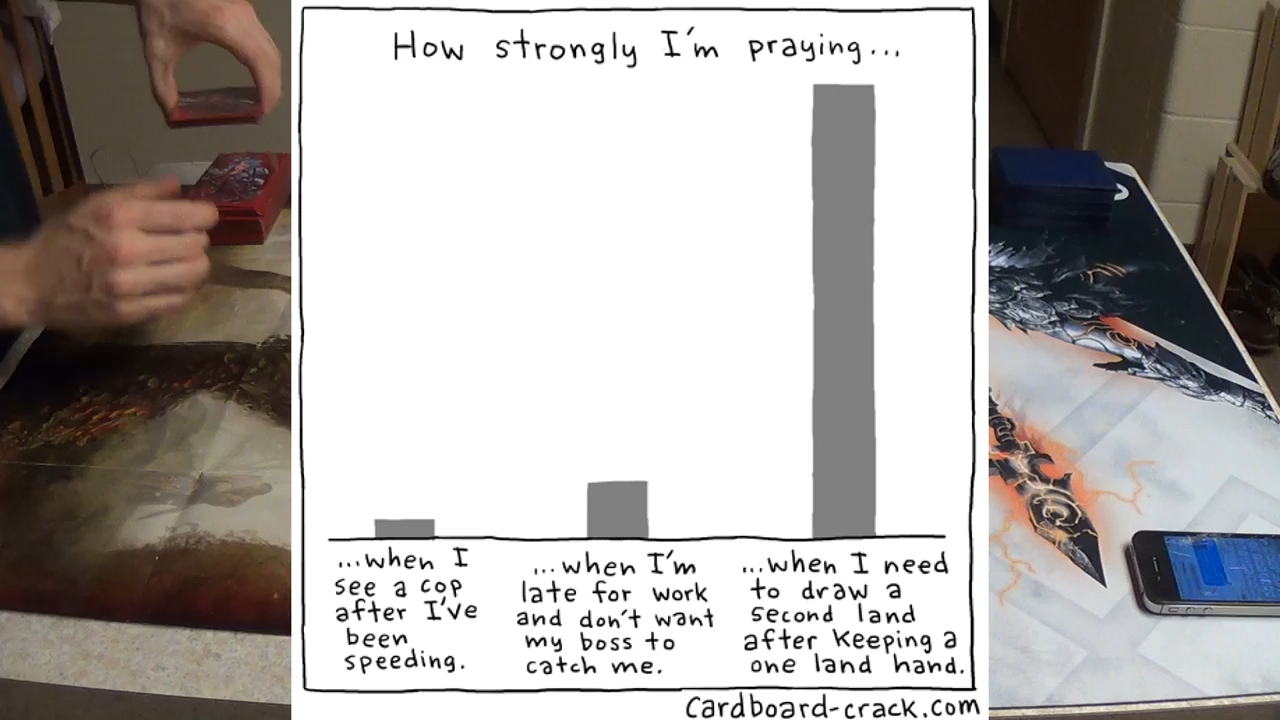 How strongly I'm praying...
...when I
see a cop
after I've
been
speeding.
...when I'm
late for work
and don't want
my boss to
catch me.
...when I need
to draw a
second land
after keeping a
one land hand.
Cardboard-crack.com